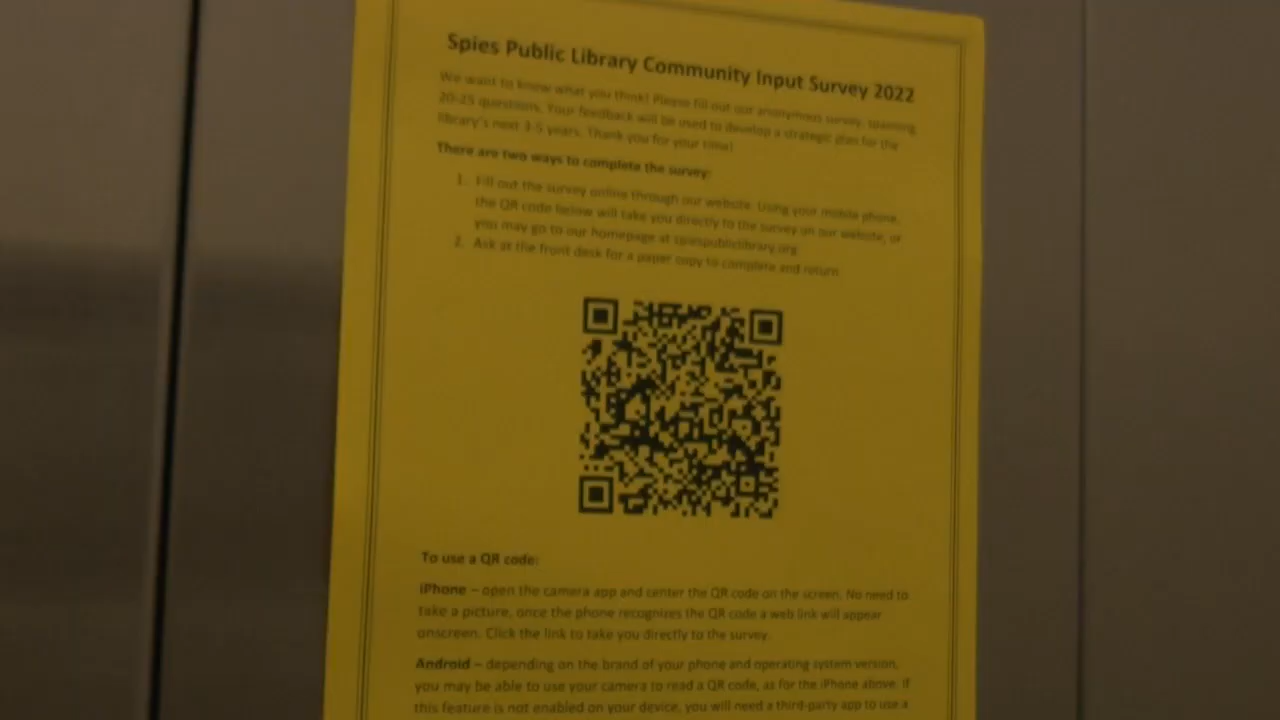 Spies Public Library Community Input Survey 2022
We want to know what you think! Please fill out our anonymous survey, spanning
20-25 questions. Your feedback will be used to develop a strategic plan for the
library's next 3-5 years. Thank you for your time!
There are two ways to complete the survey:
1. Fill out the survey online through our website. Using your mobile phone,
the QR code below will take you directly to the survey on our website, or
you may go to our homepage at spiespubliclibrary.org.
2. Ask at the front desk for a paper copy to complete and return.
To use a QR code:
iPhone – open the camera app and center the QR code on the screen. No need to
take a picture, once the phone recognizes the QR code a web link will appear
onscreen. Click the link to take you directly to the survey.
Android – depending on the brand of your phone and operating system version,
you may be able to use your camera to read a QR code, as for the iPhone above. If
this feature is not enabled on your device, you will need a third-party app to use a